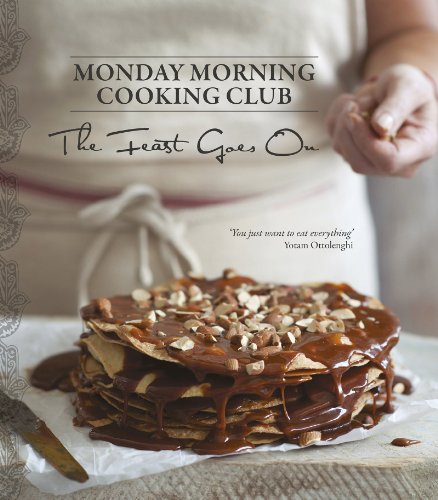 MONDAY MORNING
COOKING CLUB
The Feast Goes On
‘You just want to eat everything’
Yotam Ottolenghi